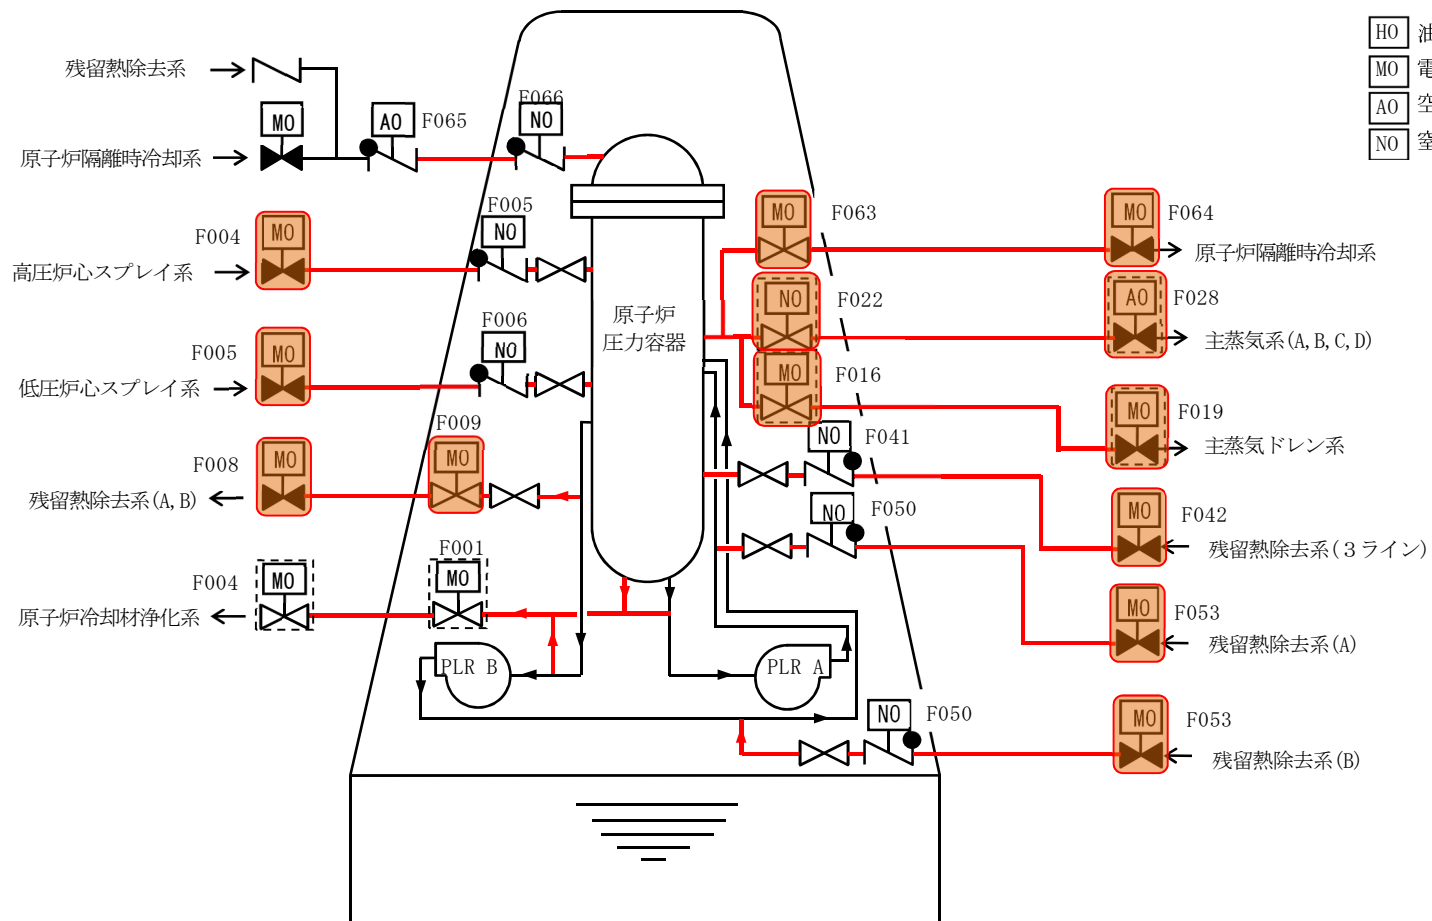 HO 油
MO 電
AO 空
NO 窒
残留熱除去系
MO
AO F065
F066
NO
原子炉隔離時冷却系
F004 MO
F005
NO
高圧炉心スプレイ系
MO F063
MO F064
原子炉隔離時冷却系
NO F022
AO F028
主蒸気系(A,B,C,D)
原子炉
圧力容器
F005 MO
F006
NO
低圧炉心スプレイ系
MO F016
MO F019
主蒸気ドレン系
F008 MO
F009
MO
残留熱除去系(A,B)
NO F041
MO F042
残留熱除去系(3ライン)
NO F050
F004 MO
F001
MO
原子炉冷却材浄化系
MO F053
残留熱除去系(A)
PLR B
PLR A
NO F050
MO F053
残留熱除去系(B)